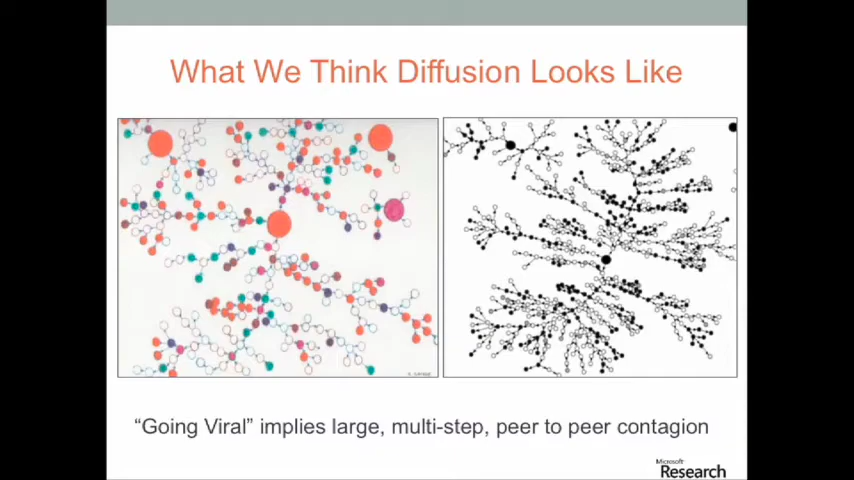 What We Think Diffusion Looks Like
“Going Viral” implies large, multi-step, peer to peer contagion
Microsoft
Research